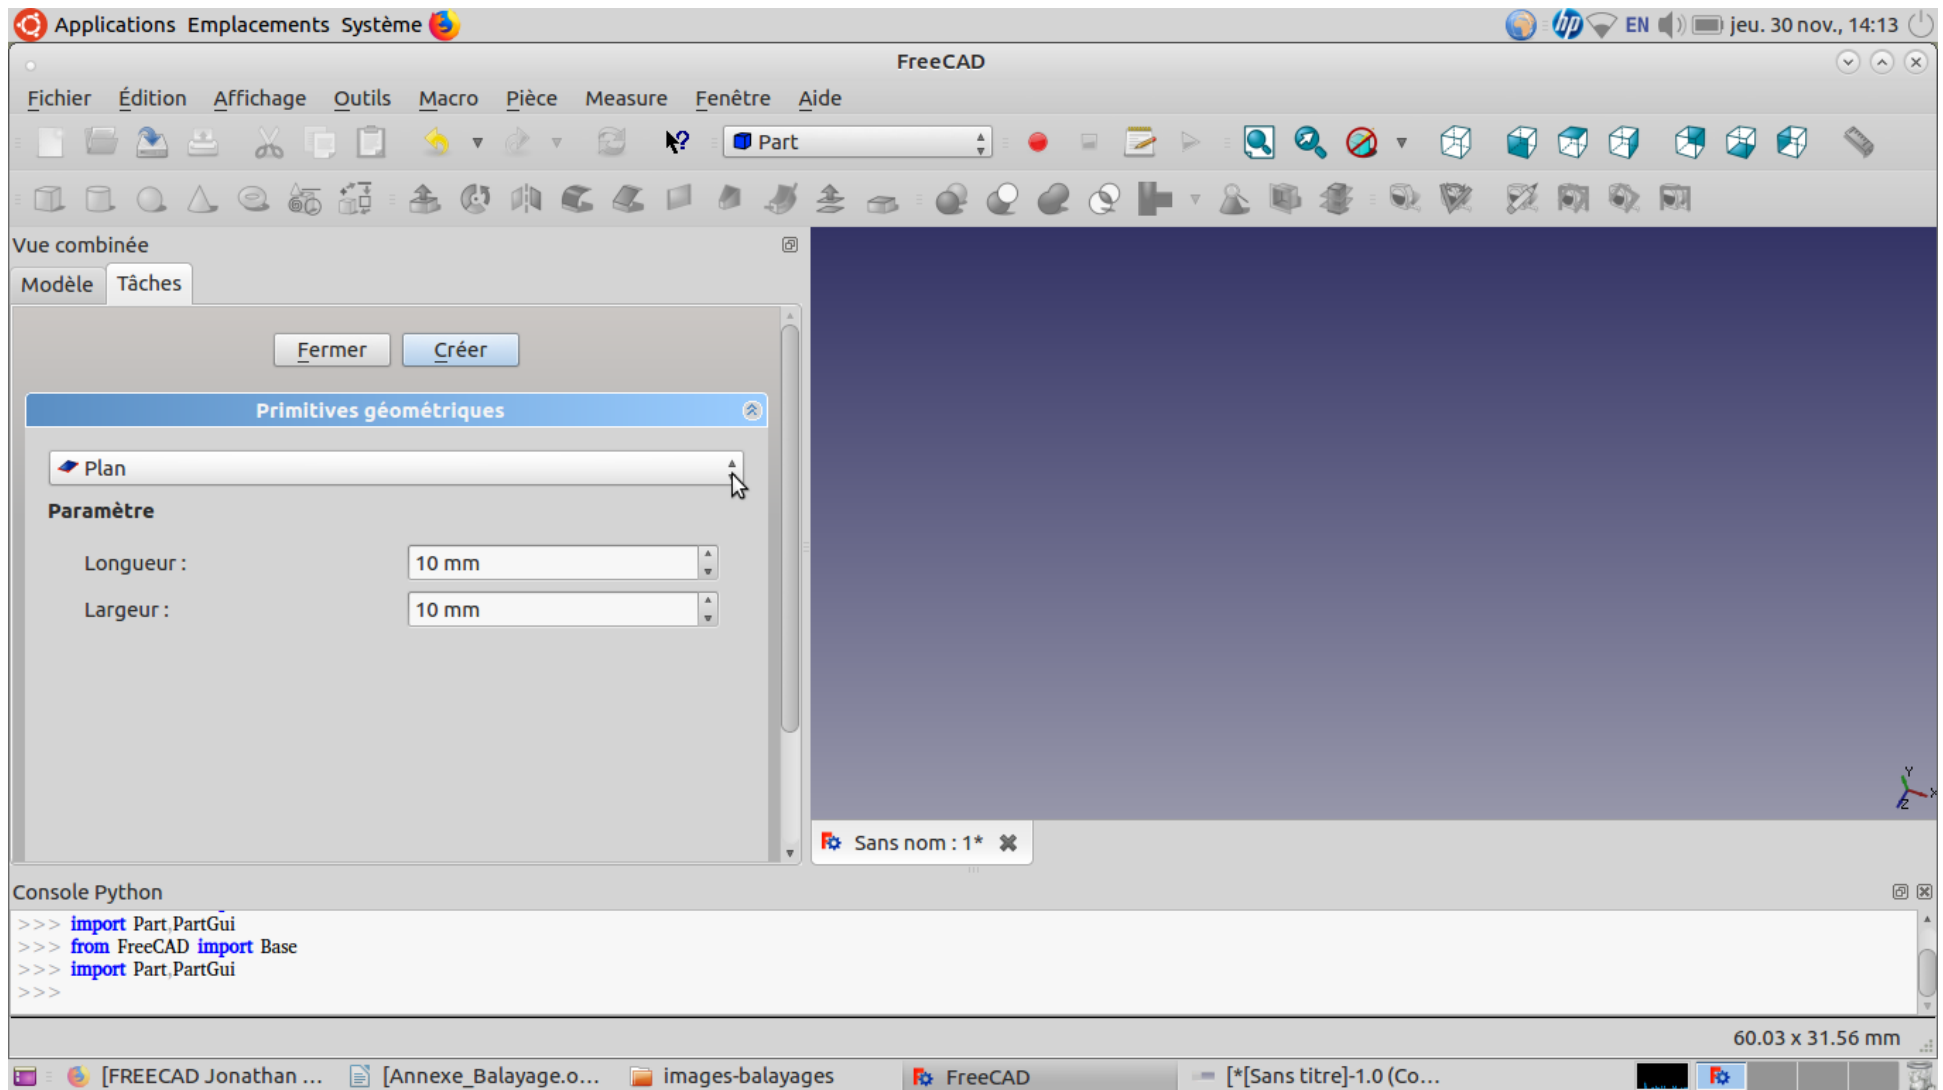 Applications Emplacements Système
hp EN jeu. 30 nov., 14:13
FreeCAD
Fichier Édition Affichage Outils Macro Pièce Measure Fenêtre Aide
Part
Vue combinée
Modèle Tâches
Fermer Créer
Primitives géométriques
Plan
Paramètre
Longueur : 10 mm
Largeur : 10 mm
Y
X
Z
Sans nom : 1*
Console Python
>>> import Part,PartGui
>>> from FreeCAD import Base
>>> import Part,PartGui
>>>
60.03 x 31.56 mm
[FREECAD Jonathan ... [Annexe_Balayage.o... images-balayages FreeCAD [*[Sans titre]-1.0 (Co...